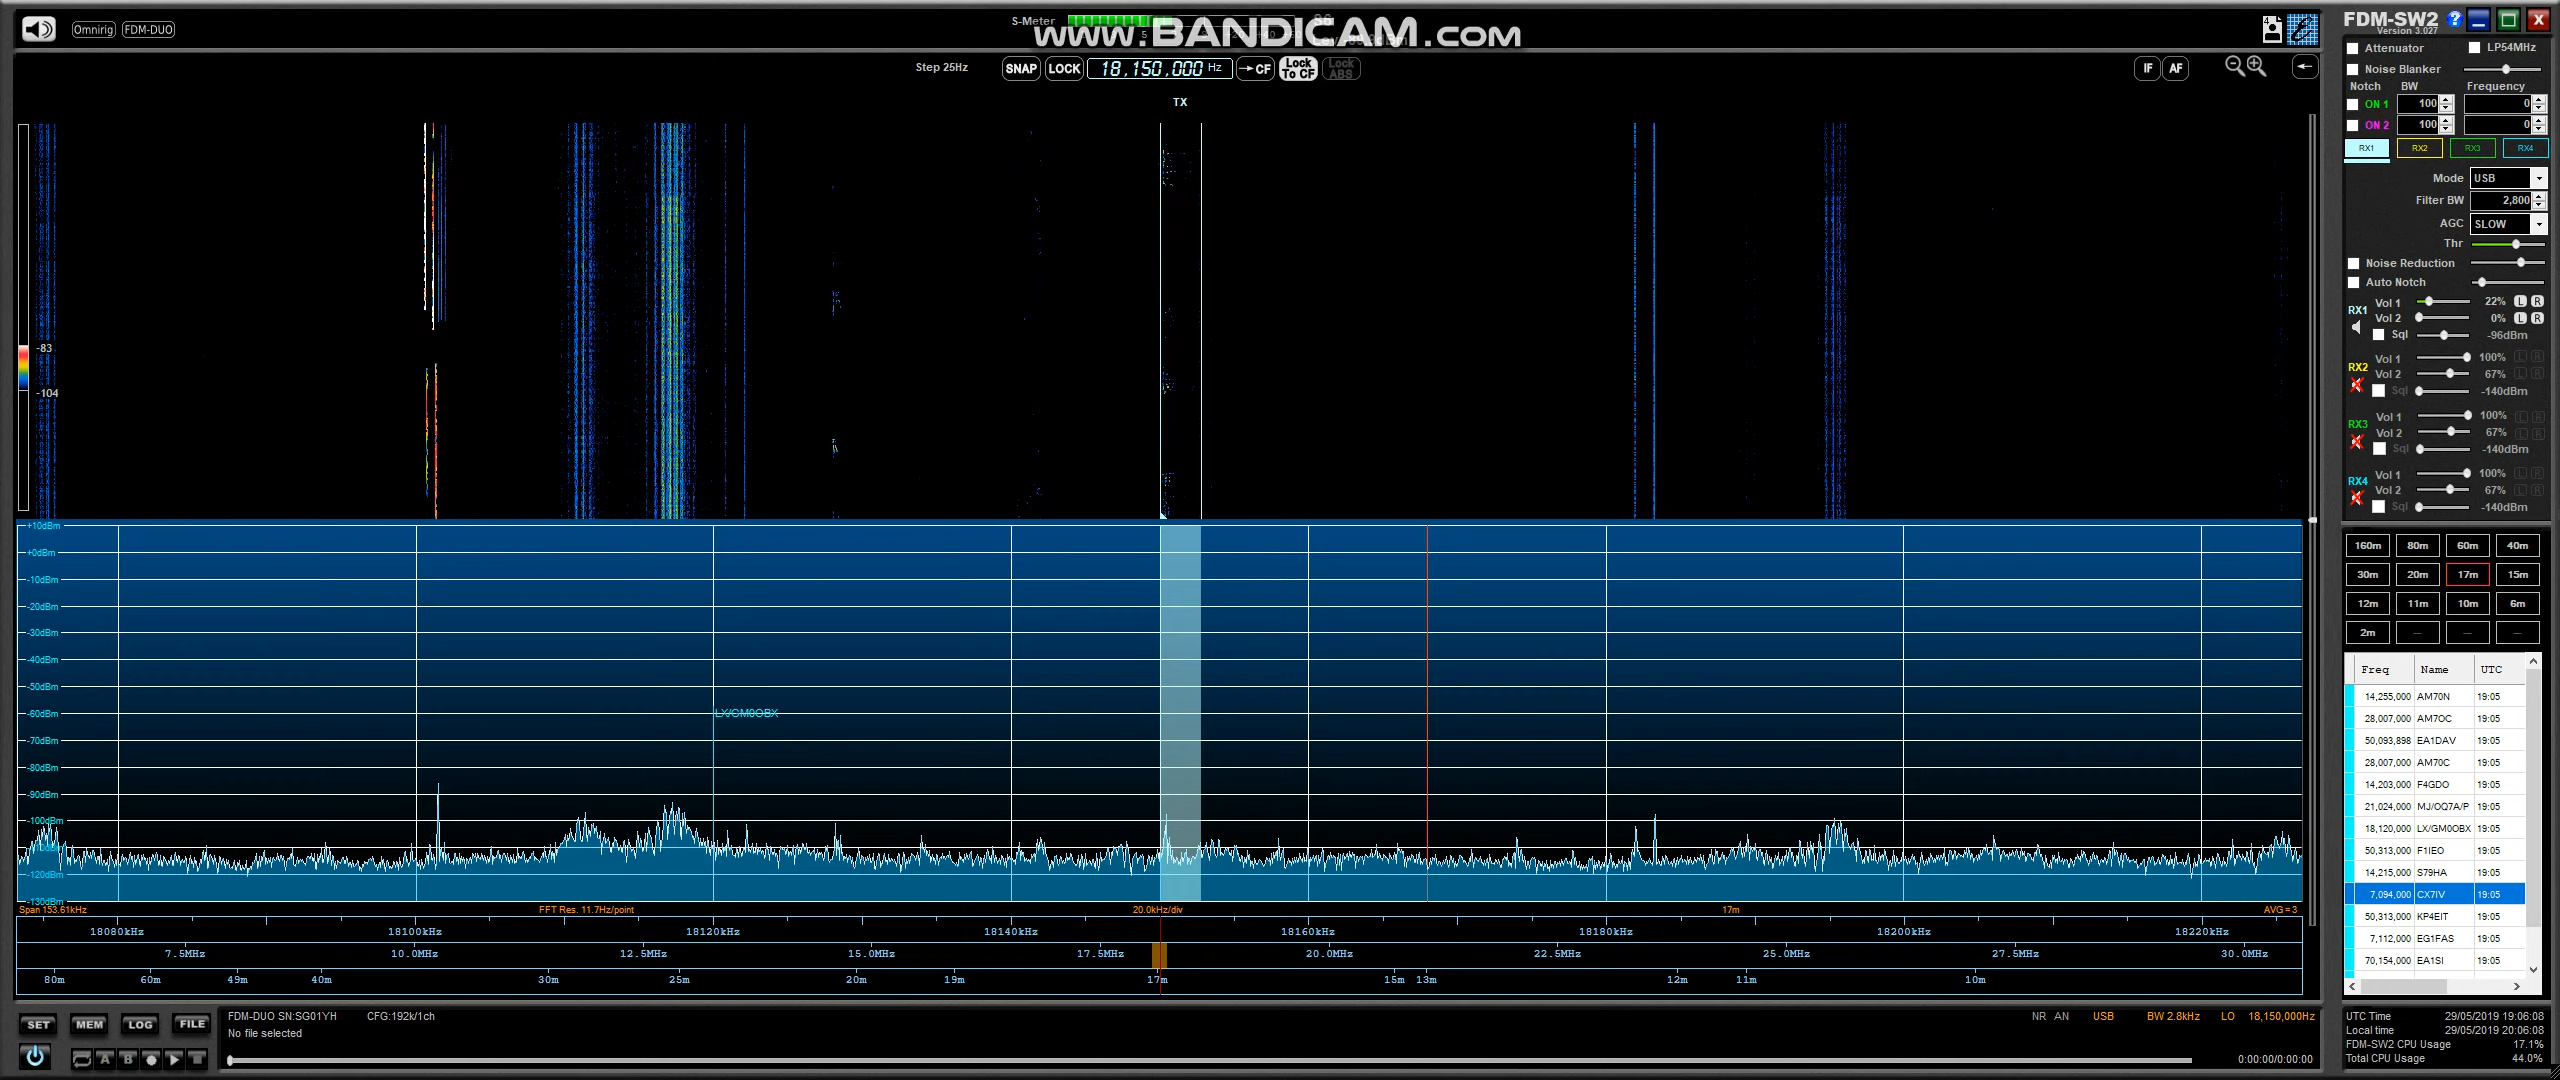 Omnirig FDM-DUO
S-Meter
www.BANDICAM.com
FDM-SW2
Version 3.027
Step 25Hz SNAP LOCK 18,150,000 Hz →CF Lock To CF Lock ABS IF AF
TX
-83
-104
Attenuator LP54MHz
Noise Blanker
Notch BW Frequency
ON 1 100 0
ON 2 100 0
RX1 RX2 RX3 RX4
Mode USB
Filter BW 2,800
AGC SLOW
Thr
Noise Reduction
Auto Notch
RX1 Vol 1 22% L R
Vol 2 0% L R
Sql -96dBm
RX2 Vol 1 100% L R
Vol 2 67% L R
Sql -140dBm
RX3 Vol 1 100% L R
Vol 2 67% L R
Sql -140dBm
RX4 Vol 1 100% L R
Vol 2 67% L R
Sql -140dBm
+10dBm
+0dBm
-10dBm
-20dBm
-30dBm
-40dBm
-50dBm
-60dBm LX/GM0OBX
-70dBm
-80dBm
-90dBm
-100dBm
-120dBm
-130dBm
Span 153.61kHz FFT Res. 11.7Hz/point 20.0kHz/div 17m AVG=3
18080kHz 18100kHz 18120kHz 18140kHz 18160kHz 18180kHz 18200kHz 18220kHz
7.5MHz 10.0MHz 12.5MHz 15.0MHz 17.5MHz 20.0MHz 22.5MHz 25.0MHz 27.5MHz 30.0MHz
80m 60m 49m 40m 30m 25m 20m 19m 17m 15m 13m 12m 11m 10m
160m 80m 60m 40m
30m 20m 17m 15m
12m 11m 10m 6m
2m
Freq Name UTC
14,255,000 AM70N 19:05
28,007,000 AM7OC 19:05
50,093,898 EA1DAV 19:05
28,007,000 AM70C 19:05
14,203,000 F4GDO 19:05
21,024,000 MJ/OQ7A/P 19:05
18,120,000 LX/GM0OBX 19:05
50,313,000 F1IEO 19:05
14,215,000 S79HA 19:05
7,094,000 CX7IV 19:05
50,313,000 KP4EIT 19:05
7,112,000 EG1FAS 19:05
70,154,000 EA1SI 19:05
SET MEM LOG FILE
A B
FDM-DUO SN:SG01YH CFG:192k/1ch
No file selected
NR AN USB BW 2.8kHz LO 18,150,000Hz
0:00:00/0:00:00
UTC Time 29/05/2019 19:06:08
Local time 29/05/2019 20:06:08
FDM-SW2 CPU Usage 17.1%
Total CPU Usage 44.0%